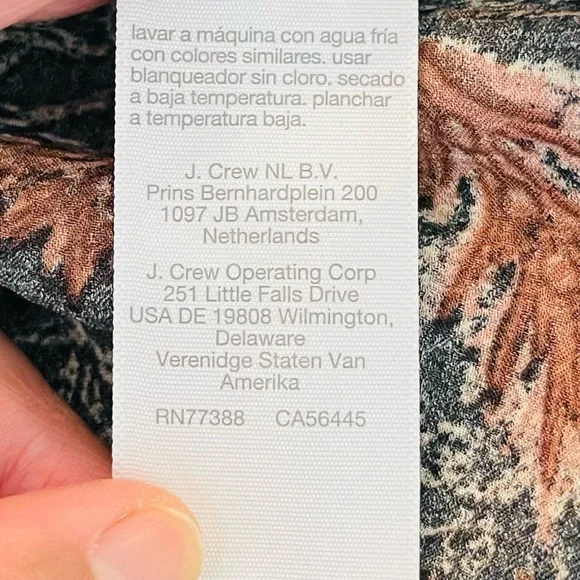 lavar a máquina con agua fría
con colores similares. usar
blanqueador sin cloro. secado
a baja temperatura. planchar
a temperatura baja.
J. Crew NL B.V.
Prins Bernhardplein 200
1097 JB Amsterdam,
Netherlands
J. Crew Operating Corp
251 Little Falls Drive
USA DE 19808 Wilmington,
Delaware
Verenidge Staten Van
Amerika
RN77388 CA56445